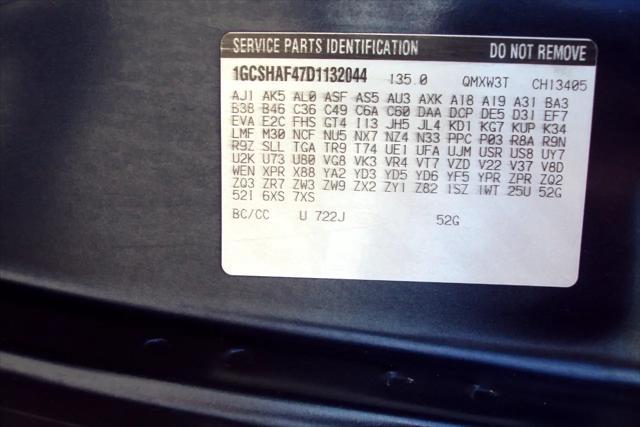 SERVICE PARTS IDENTIFICATION DO NOT REMOVE
1GCSHAF47D1132044 135.0 QMXW3T CH13405
AJ1 AK5 AL0 ASF AS5 AU3 AXK A18 A19 A31 BA3
B38 B46 C36 C49 C6A C60 DAA DCP DE5 D31 EF7
EVA E2C FHS GT4 I13 JH5 JL4 KD1 KG7 KUP K34
LMF M30 NCF NU5 NX7 NZ4 N33 PPC P03 R8A R9N
R9Z SLL TGA TR9 T74 UE1 UFA UJM USR US8 UY7
U2K U73 U80 VG8 VK3 VR4 VT7 VZD V22 V37 V8D
WEN XPR X88 YA2 YD3 YD5 YD6 YF5 YPR ZPR ZQ2
ZQ3 ZR7 ZW3 ZW9 ZX2 ZY1 Z82 1SZ 1WT 25U 52G
52I 6XS 7XS
BC/CC U 722J 52G